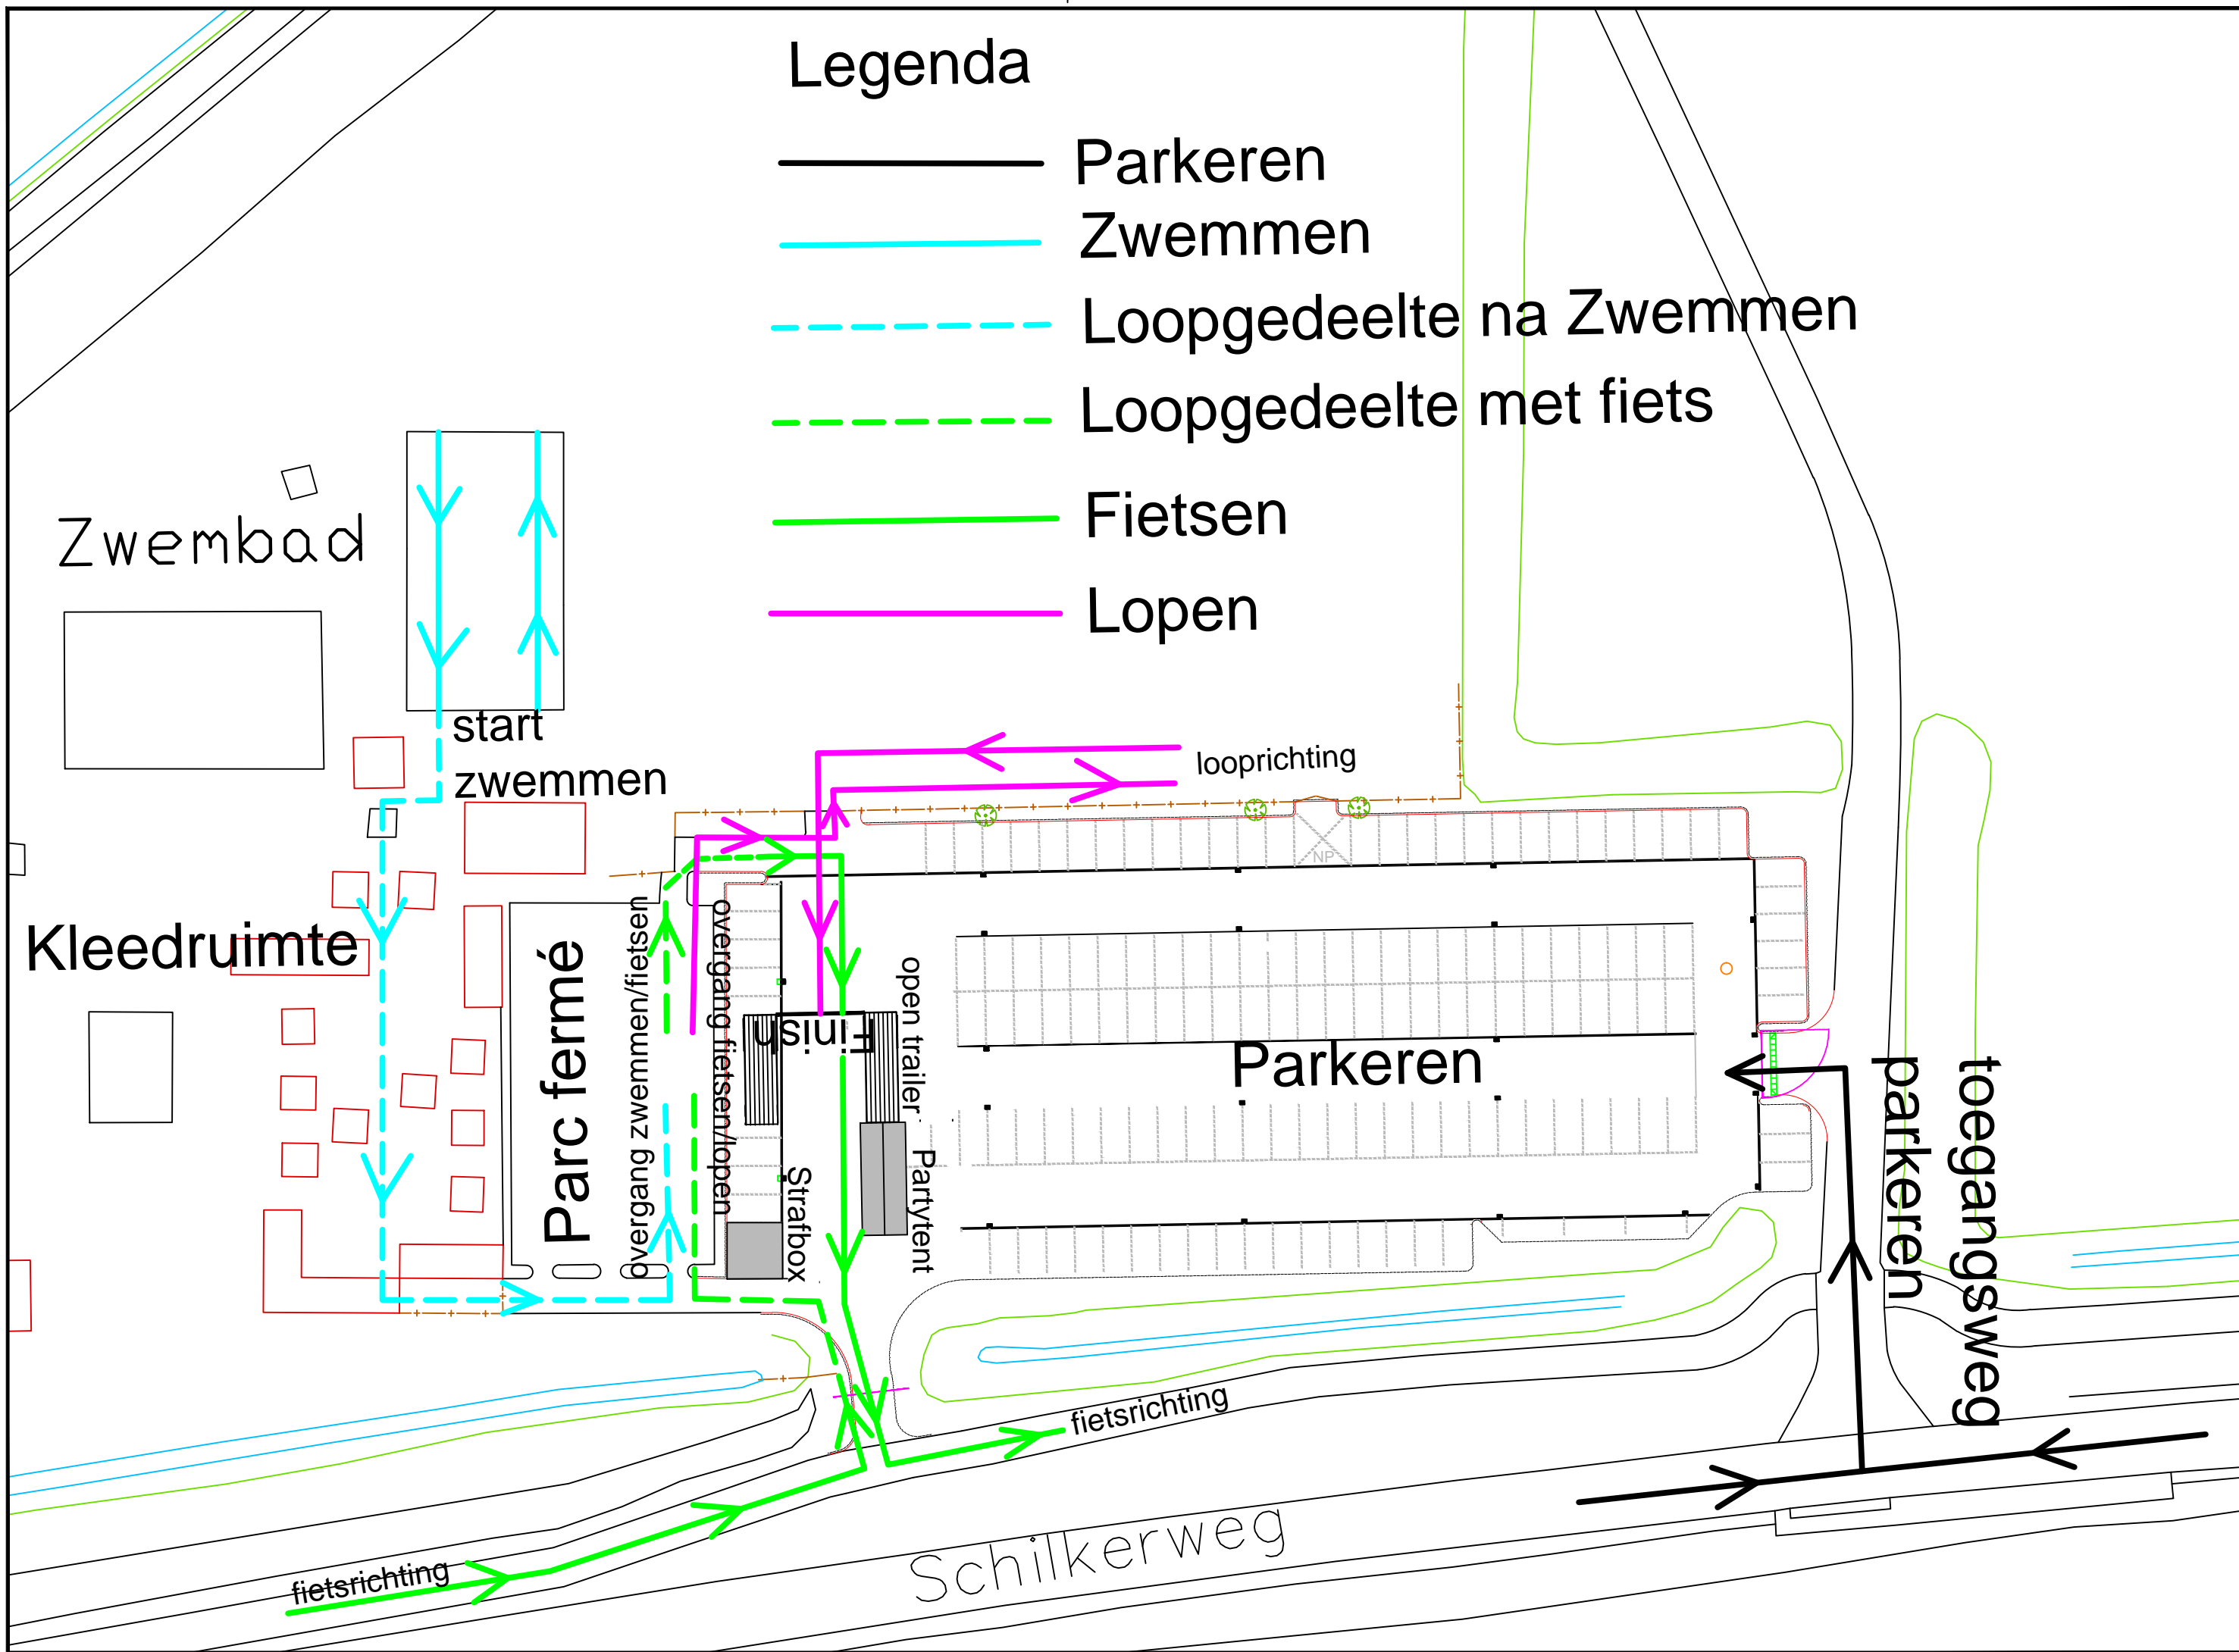 Legenda
Parkeren
Zwemmen
Loopgedeelte na Zwemmen
Loopgedeelte met fiets
Fietsen
Lopen
Zwembad
start
zwemmen
looprichting
NP
Kleedruimte
Parc fermé
overgang zwemmen/fietsen
overgang fietsen/lopen
Finish
open trailer
Partytent
Strafbox
Parkeren
toegangsweg
parkeren
fietsrichting
fietsrichting
Schilkerweg